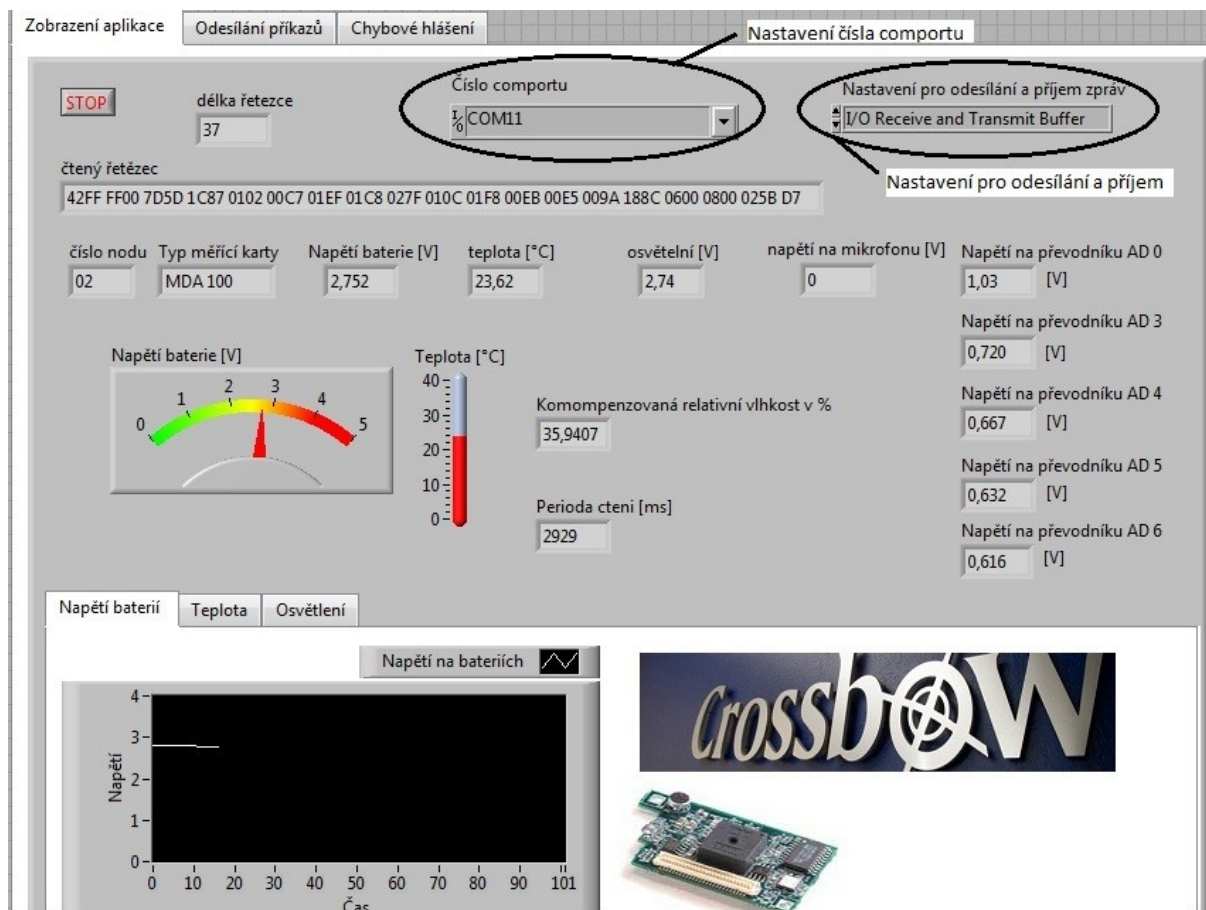 Zobrazení aplikace
Odesílání příkazů
Chybové hlášení
Nastavení čísla comportu
STOP
délka řetezce
37
Číslo comportu
I/O COM11
Nastavení pro odesílání a příjem zpráv
I/O Receive and Transmit Buffer
Nastavení pro odesílání a příjem
čtený řetězec
42FF FF00 7D5D 1C87 0102 00C7 01EF 01C8 027F 010C 01F8 00EB 00E5 009A 188C 0600 0800 025B D7
číslo nodu
02
Typ měřící karty
MDA 100
Napětí baterie [V]
2,752
teplota [°C]
23,62
osvětelní [V]
2,74
napětí na mikrofonu [V]
0
Napětí na převodníku AD 0
1,03 [V]
Napětí na převodníku AD 3
0,720 [V]
Napětí na převodníku AD 4
0,667 [V]
Napětí na převodníku AD 5
0,632 [V]
Napětí na převodníku AD 6
0,616 [V]
Napětí baterie [V]
0 1 2 3 4 5
Teplota [°C]
40
30
20
10
0
Komompenzovaná relativní vlhkost v %
35,9407
Perioda cteni [ms]
2929
Napětí baterií
Teplota
Osvětlení
Napětí na bateriích
Napětí
4
3
2
1
0
0 10 20 30 40 50 60 70 80 90 101
Čas
Crossbow